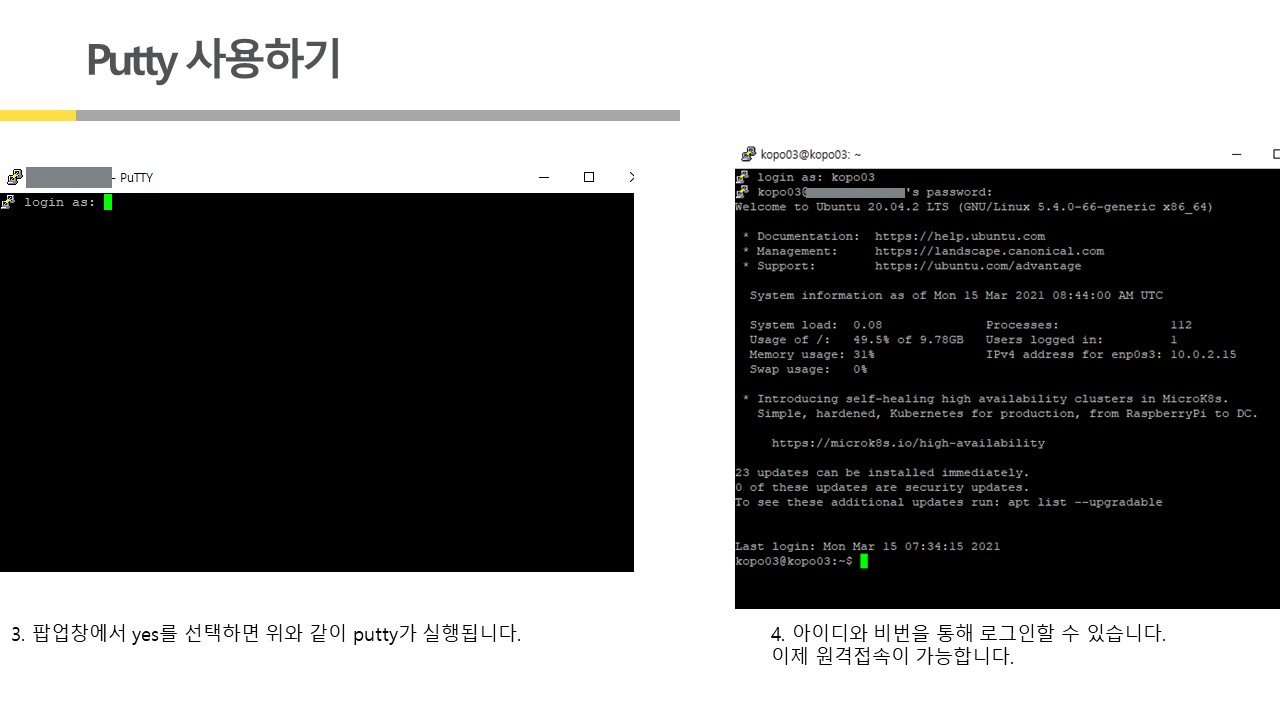 Putty 사용하기
- PuTTY
login as:
3. 팝업창에서 yes를 선택하면 위와 같이 putty가 실행됩니다.
kopo03@kopo03: ~
login as: kopo03
kopo03@ 's password:
Welcome to Ubuntu 20.04.2 LTS (GNU/Linux 5.4.0-66-generic x86_64)
* Documentation: https://help.ubuntu.com
* Management: https://landscape.canonical.com
* Support: https://ubuntu.com/advantage
System information as of Mon 15 Mar 2021 08:44:00 AM UTC
System load: 0.08 Processes: 112
Usage of /: 49.5% of 9.78GB Users logged in: 1
Memory usage: 31% IPv4 address for enp0s3: 10.0.2.15
Swap usage: 0%
* Introducing self-healing high availability clusters in MicroK8s.
Simple, hardened, Kubernetes for production, from RaspberryPi to DC.
https://microk8s.io/high-availability
23 updates can be installed immediately.
0 of these updates are security updates.
To see these additional updates run: apt list --upgradable
Last login: Mon Mar 15 07:34:15 2021
kopo03@kopo03:~$
4. 아이디와 비번을 통해 로그인할 수 있습니다.
이제 원격접속이 가능합니다.